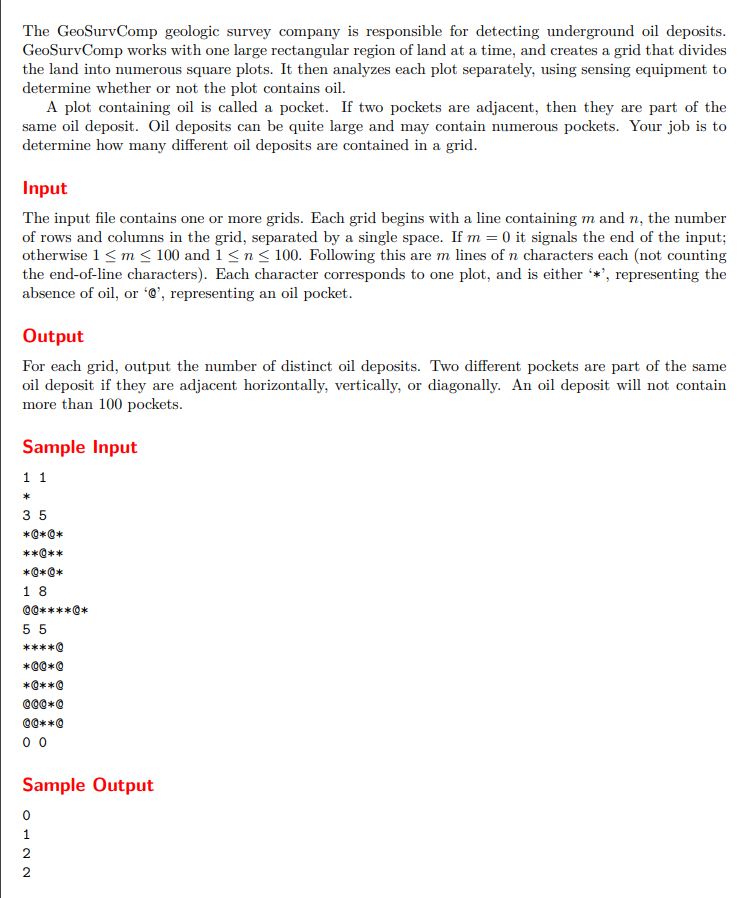 The GeoSurvComp geologic survey company is responsible for detecting underground oil deposits.
GeoSurvComp works with one large rectangular region of land at a time, and creates a grid that divides
the land into numerous square plots. It then analyzes each plot separately, using sensing equipment to
determine whether or not the plot contains oil.
A plot containing oil is called a pocket. If two pockets are adjacent, then they are part of the
same oil deposit. Oil deposits can be quite large and may contain numerous pockets. Your job is to
determine how many different oil deposits are contained in a grid.
Input
The input file contains one or more grids. Each grid begins with a line containing m and n, the number
of rows and columns in the grid, separated by a single space. If m = 0 it signals the end of the input;
otherwise 1 ≤ m ≤ 100 and 1 ≤ n ≤ 100. Following this are m lines of n characters each (not counting
the end-of-line characters). Each character corresponds to one plot, and is either ‘*’, representing the
absence of oil, or ‘@’, representing an oil pocket.
Output
For each grid, output the number of distinct oil deposits. Two different pockets are part of the same
oil deposit if they are adjacent horizontally, vertically, or diagonally. An oil deposit will not contain
more than 100 pockets.
Sample Input
1 1
*
3 5
*@*@*
**@**
*@*@*
1 8
@@****@*
5 5
****@
*@@*@
*@**@
@@@*@
@@**@
0 0
Sample Output
0
1
2
2